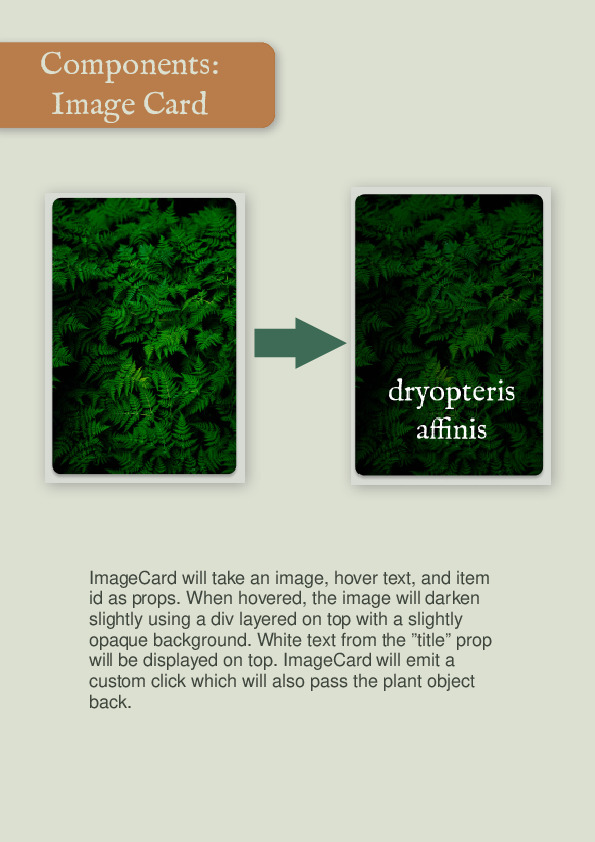 Components:
Image Card
dryopteris
affinis
ImageCard will take an image, hover text, and item
id as props. When hovered, the image will darken
slightly using a div layered on top with a slightly
opaque background. White text from the ”title” prop
will be displayed on top. ImageCard will emit a
custom click which will also pass the plant object
back.